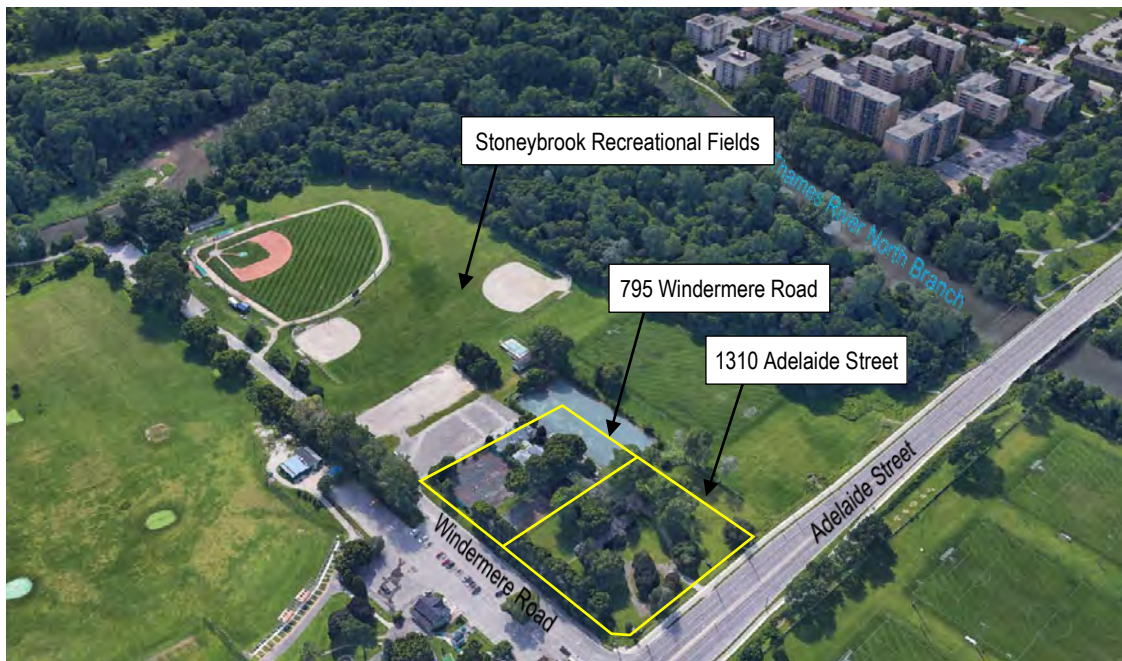 Stoneybrook Recreational Fields
Thames River North Branch
795 Windermere Road
1310 Adelaide Street
Adelaide Street
Windermere Road